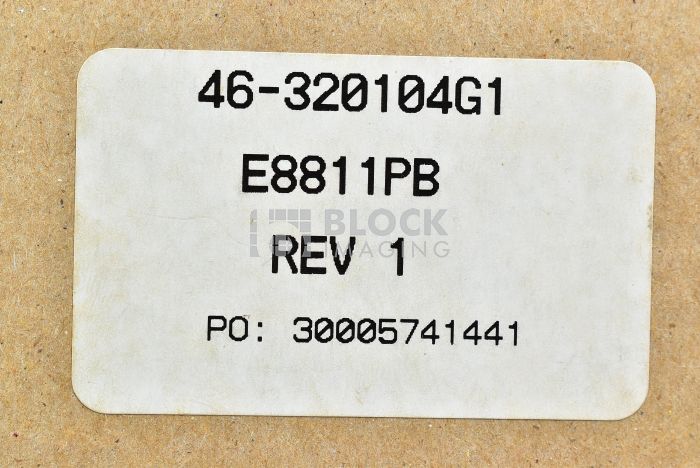 46-320104G1
E8811PB
BLOCK
IMAGING
REV 1
PO: 30005741441